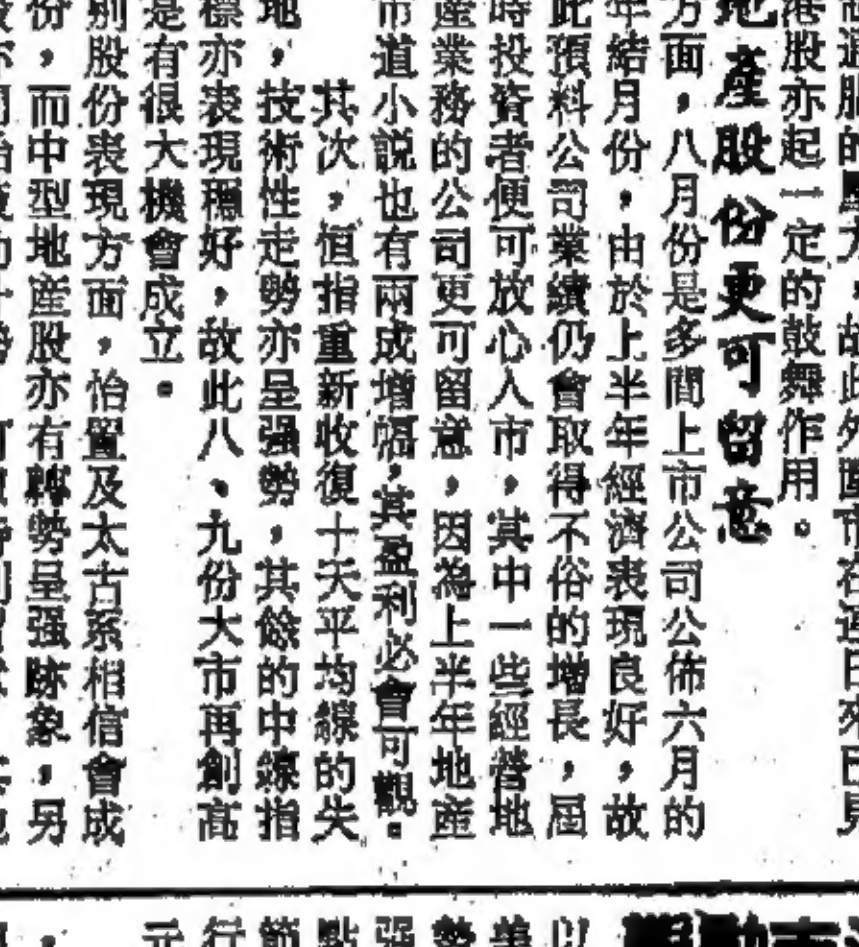 港股亦起一定的鼓舞作用。
地產股份更可留意
方面，八月份是多間上市公司公佈六月的
年結月份，由於上半年經濟表現良好，故
此預料公司業績仍會取得不俗的增長，屆
時投資者便可放心入市，其中一些經營地
產業務的公司更可留意，因為上半年地產
市道小說也有兩成增幅，其盈利必會可觀。
其次，恒指重新收復十天平均線的失
地，技術性走勢亦呈强勢，其餘的中線指
標亦表現穩好，故此八、九份大市再創高
是有很大機會成立。
別股份表現方面，怡置及太古系相信會成
份，而中型地產股亦有轉勢呈强跡象，另
以
勢
强
點
節
行
元